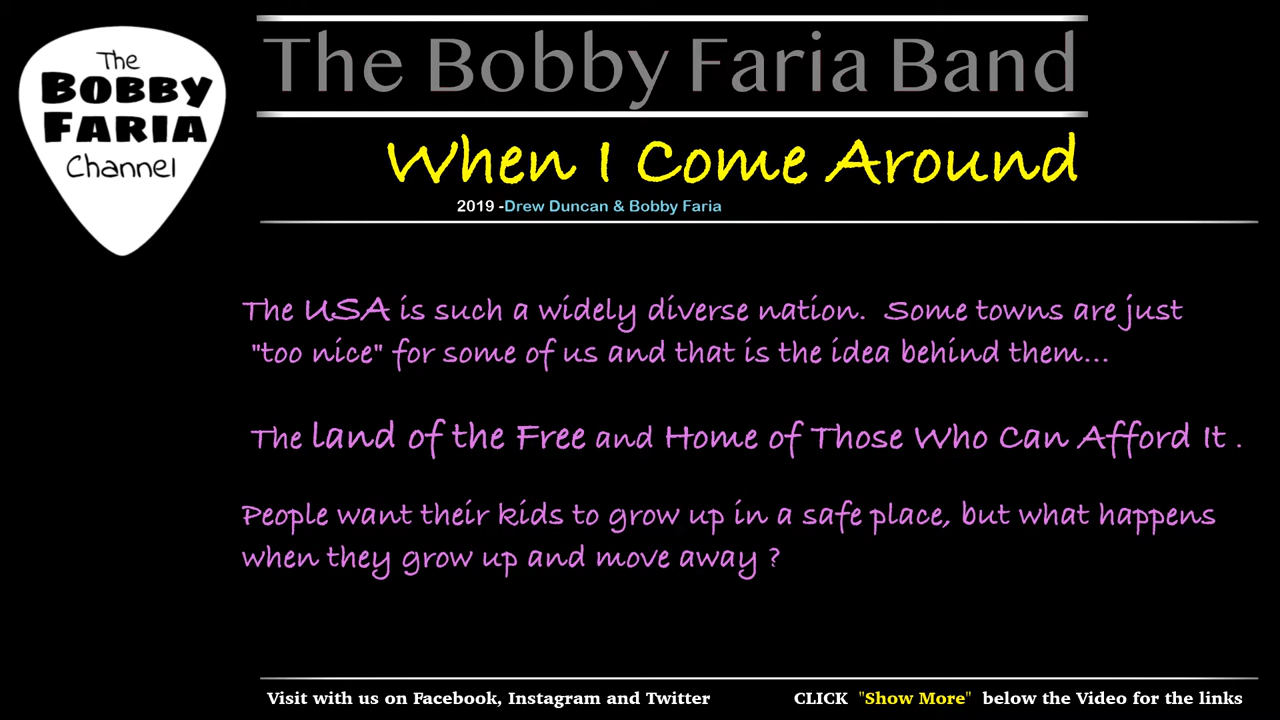 The
BOBBY
FARIA
Channel
The Bobby Faria Band
When I Come Around
2019 -Drew Duncan & Bobby Faria
The USA is such a widely diverse nation. Some towns are just
"too nice" for some of us and that is the idea behind them...
The land of the Free and Home of Those Who Can Afford It .
People want their kids to grow up in a safe place, but what happens
when they grow up and move away ?
Visit with us on Facebook, Instagram and Twitter CLICK "Show More" below the Video for the links